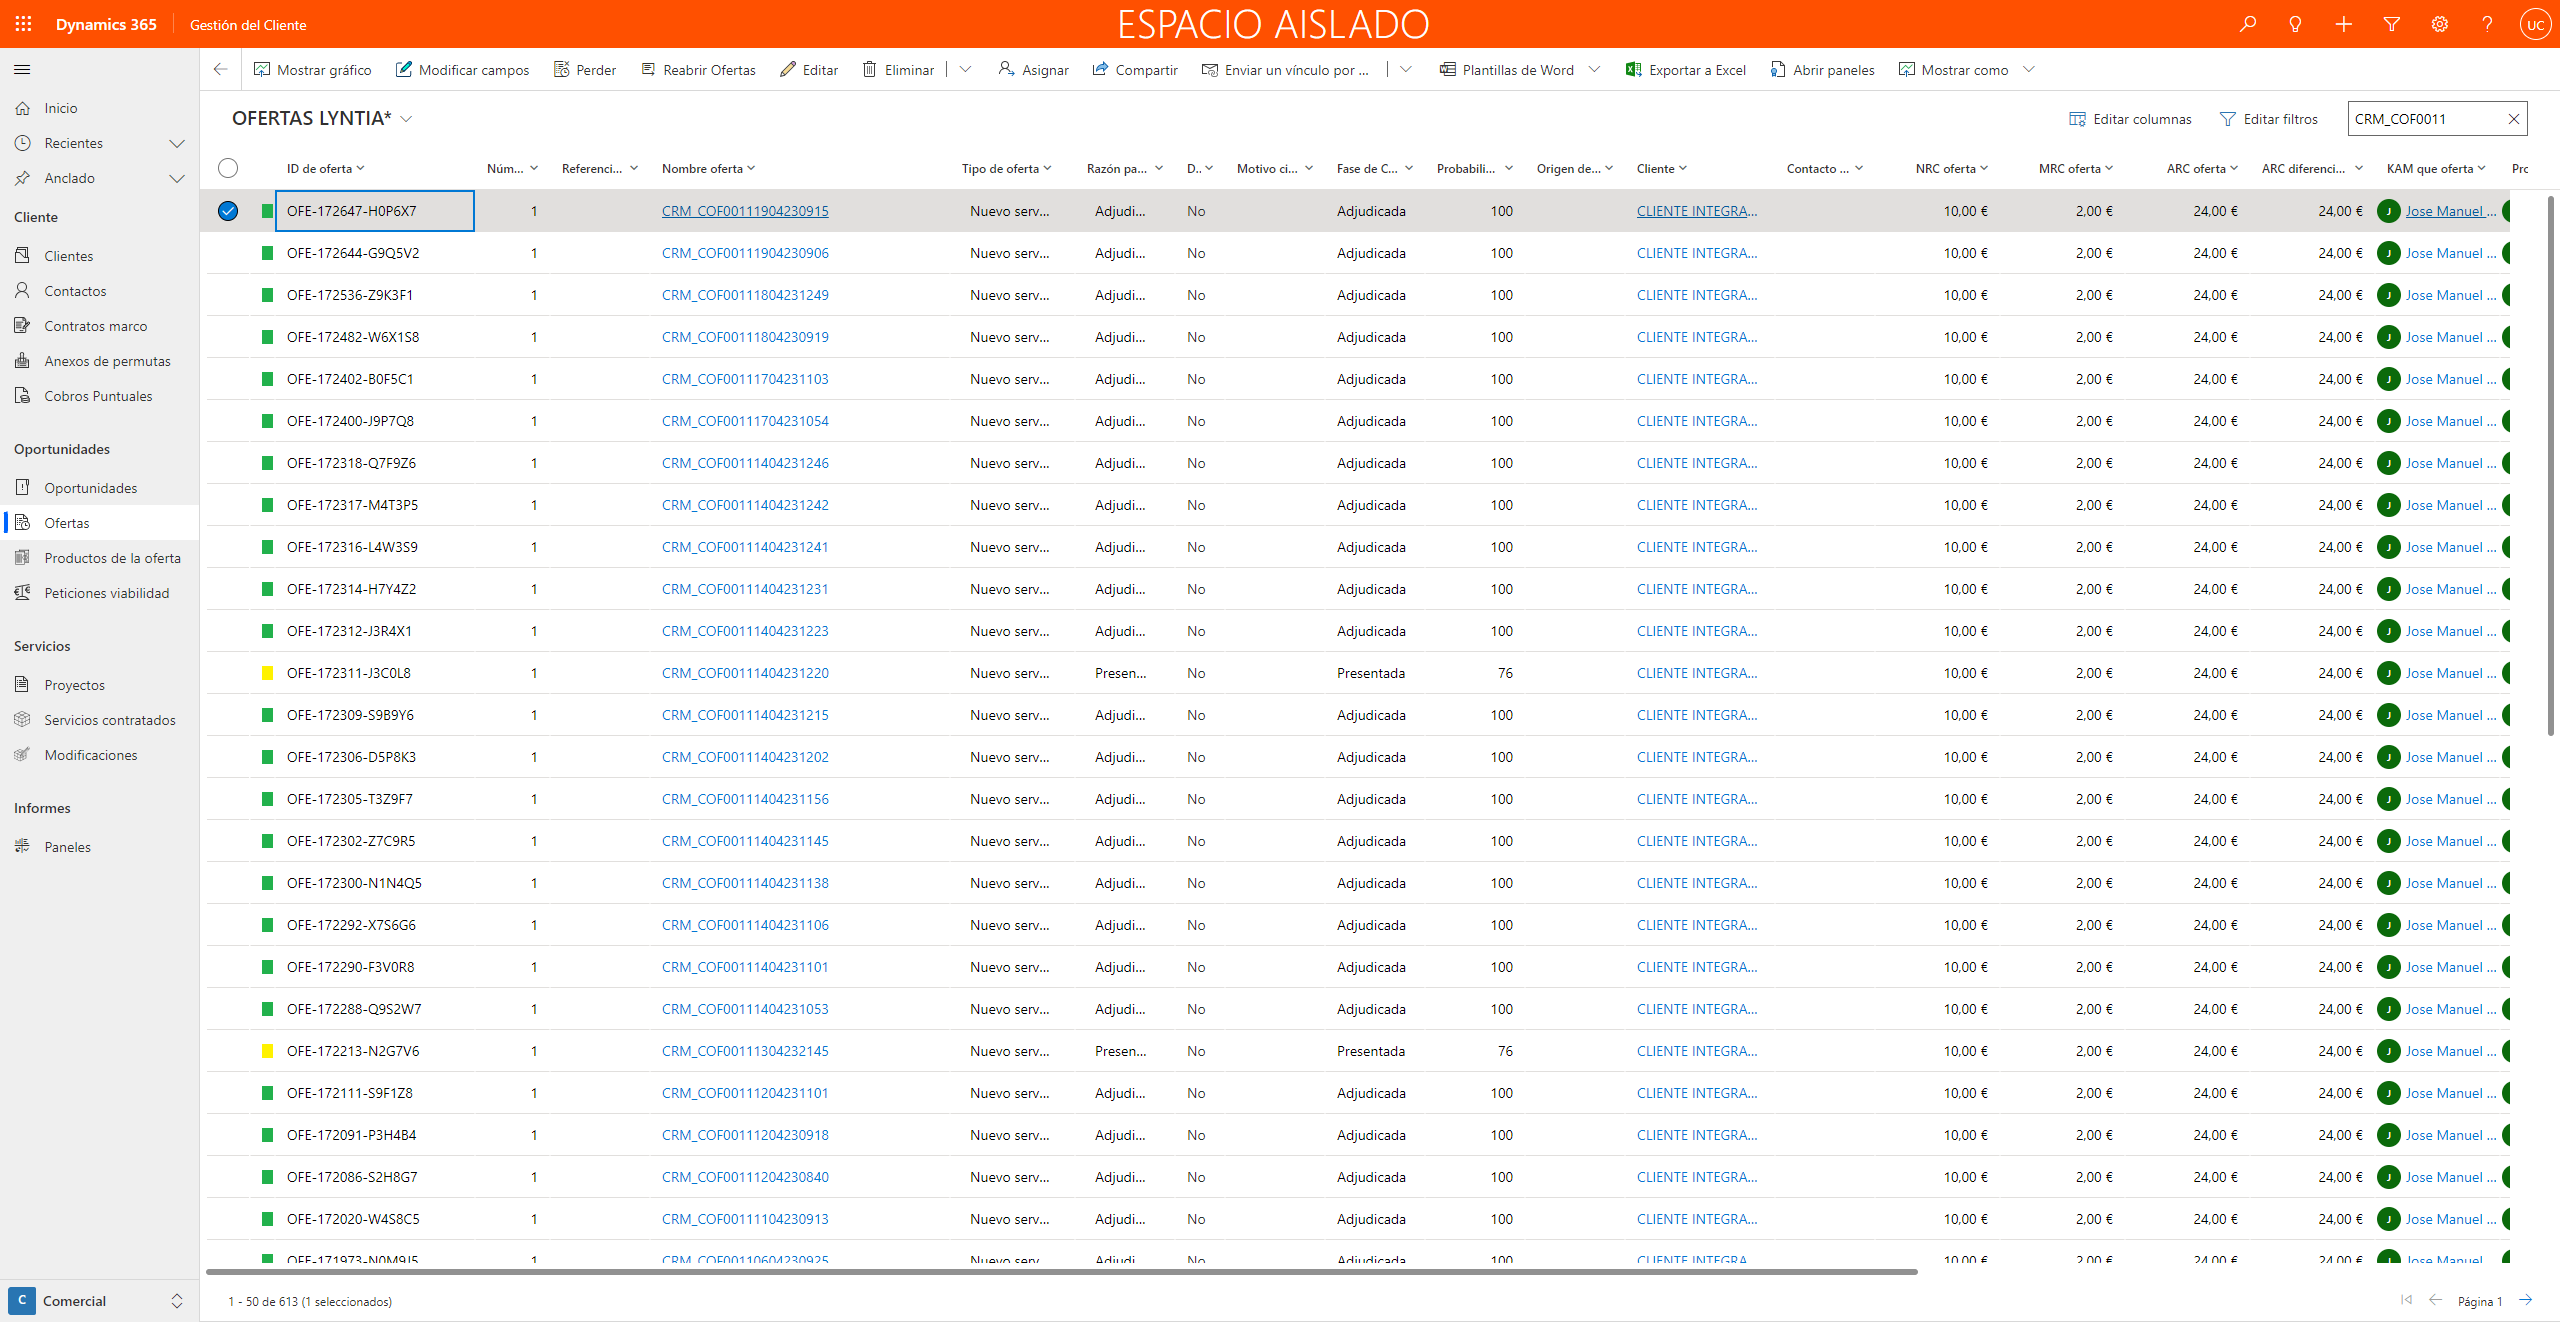 Dynamics 365 Gestión del Cliente ESPACIO AISLADO UC
Mostrar gráfico Modificar campos Perder Reabrir Ofertas Editar Eliminar Asignar Compartir Enviar un vínculo por ... Plantillas de Word Exportar a Excel Abrir paneles Mostrar como
Inicio
Recientes
Anclado
Cliente
Clientes
Contactos
Contratos marco
Anexos de permutas
Cobros Puntuales
Oportunidades
Oportunidades
Ofertas
Productos de la oferta
Peticiones viabilidad
Servicios
Proyectos
Servicios contratados
Modificaciones
Informes
Paneles
C Comercial
OFERTAS LYNTIA* Editar columnas Editar filtros CRM_COF0011
ID de oferta Núm... Referenci... Nombre oferta Tipo de oferta Razón pa... D.. Motivo ci... Fase de C... Probabili... Origen de... Cliente Contacto ... NRC oferta MRC oferta ARC oferta ARC diferenci... KAM que oferta Prc
OFE-172647-H0P6X7 1 CRM_COF00111904230915 Nuevo serv... Adjudi... No Adjudicada 100 CLIENTE INTEGRA... 10,00 € 2,00 € 24,00 € 24,00 € J Jose Manuel ...
OFE-172644-G9Q5V2 1 CRM_COF00111904230906 Nuevo serv... Adjudi... No Adjudicada 100 CLIENTE INTEGRA... 10,00 € 2,00 € 24,00 € 24,00 € J Jose Manuel ...
OFE-172536-Z9K3F1 1 CRM_COF00111804231249 Nuevo serv... Adjudi... No Adjudicada 100 CLIENTE INTEGRA... 10,00 € 2,00 € 24,00 € 24,00 € J Jose Manuel ...
OFE-172482-W6X1S8 1 CRM_COF00111804230919 Nuevo serv... Adjudi... No Adjudicada 100 CLIENTE INTEGRA... 10,00 € 2,00 € 24,00 € 24,00 € J Jose Manuel ...
OFE-172402-B0F5C1 1 CRM_COF00111704231103 Nuevo serv... Adjudi... No Adjudicada 100 CLIENTE INTEGRA... 10,00 € 2,00 € 24,00 € 24,00 € J Jose Manuel ...
OFE-172400-J9P7Q8 1 CRM_COF00111704231054 Nuevo serv... Adjudi... No Adjudicada 100 CLIENTE INTEGRA... 10,00 € 2,00 € 24,00 € 24,00 € J Jose Manuel ...
OFE-172318-Q7F9Z6 1 CRM_COF00111404231246 Nuevo serv... Adjudi... No Adjudicada 100 CLIENTE INTEGRA... 10,00 € 2,00 € 24,00 € 24,00 € J Jose Manuel ...
OFE-172317-M4T3P5 1 CRM_COF00111404231242 Nuevo serv... Adjudi... No Adjudicada 100 CLIENTE INTEGRA... 10,00 € 2,00 € 24,00 € 24,00 € J Jose Manuel ...
OFE-172316-L4W3S9 1 CRM_COF00111404231241 Nuevo serv... Adjudi... No Adjudicada 100 CLIENTE INTEGRA... 10,00 € 2,00 € 24,00 € 24,00 € J Jose Manuel ...
OFE-172314-H7Y4Z2 1 CRM_COF00111404231231 Nuevo serv... Adjudi... No Adjudicada 100 CLIENTE INTEGRA... 10,00 € 2,00 € 24,00 € 24,00 € J Jose Manuel ...
OFE-172312-J3R4X1 1 CRM_COF00111404231223 Nuevo serv... Adjudi... No Adjudicada 100 CLIENTE INTEGRA... 10,00 € 2,00 € 24,00 € 24,00 € J Jose Manuel ...
OFE-172311-J3C0L8 1 CRM_COF00111404231220 Nuevo serv... Presen... No Presentada 76 CLIENTE INTEGRA... 10,00 € 2,00 € 24,00 € 24,00 € J Jose Manuel ...
OFE-172309-S9B9Y6 1 CRM_COF00111404231215 Nuevo serv... Adjudi... No Adjudicada 100 CLIENTE INTEGRA... 10,00 € 2,00 € 24,00 € 24,00 € J Jose Manuel ...
OFE-172306-D5P8K3 1 CRM_COF00111404231202 Nuevo serv... Adjudi... No Adjudicada 100 CLIENTE INTEGRA... 10,00 € 2,00 € 24,00 € 24,00 € J Jose Manuel ...
OFE-172305-T3Z9F7 1 CRM_COF00111404231156 Nuevo serv... Adjudi... No Adjudicada 100 CLIENTE INTEGRA... 10,00 € 2,00 € 24,00 € 24,00 € J Jose Manuel ...
OFE-172302-Z7C9R5 1 CRM_COF00111404231145 Nuevo serv... Adjudi... No Adjudicada 100 CLIENTE INTEGRA... 10,00 € 2,00 € 24,00 € 24,00 € J Jose Manuel ...
OFE-172300-N1N4Q5 1 CRM_COF00111404231138 Nuevo serv... Adjudi... No Adjudicada 100 CLIENTE INTEGRA... 10,00 € 2,00 € 24,00 € 24,00 € J Jose Manuel ...
OFE-172292-X7S6G6 1 CRM_COF00111404231106 Nuevo serv... Adjudi... No Adjudicada 100 CLIENTE INTEGRA... 10,00 € 2,00 € 24,00 € 24,00 € J Jose Manuel ...
OFE-172290-F3V0R8 1 CRM_COF00111404231101 Nuevo serv... Adjudi... No Adjudicada 100 CLIENTE INTEGRA... 10,00 € 2,00 € 24,00 € 24,00 € J Jose Manuel ...
OFE-172288-Q9S2W7 1 CRM_COF00111404231053 Nuevo serv... Adjudi... No Adjudicada 100 CLIENTE INTEGRA... 10,00 € 2,00 € 24,00 € 24,00 € J Jose Manuel ...
OFE-172213-N2G7V6 1 CRM_COF00111304232145 Nuevo serv... Presen... No Presentada 76 CLIENTE INTEGRA... 10,00 € 2,00 € 24,00 € 24,00 € J Jose Manuel ...
OFE-172111-S9F1Z8 1 CRM_COF00111204231101 Nuevo serv... Adjudi... No Adjudicada 100 CLIENTE INTEGRA... 10,00 € 2,00 € 24,00 € 24,00 € J Jose Manuel ...
OFE-172091-P3H4B4 1 CRM_COF00111204230918 Nuevo serv... Adjudi... No Adjudicada 100 CLIENTE INTEGRA... 10,00 € 2,00 € 24,00 € 24,00 € J Jose Manuel ...
OFE-172086-S2H8G7 1 CRM_COF00111204230840 Nuevo serv... Adjudi... No Adjudicada 100 CLIENTE INTEGRA... 10,00 € 2,00 € 24,00 € 24,00 € J Jose Manuel ...
OFE-172020-W4S8C5 1 CRM_COF00111104230913 Nuevo serv... Adjudi... No Adjudicada 100 CLIENTE INTEGRA... 10,00 € 2,00 € 24,00 € 24,00 € J Jose Manuel ...
OFE-171973-N0M9J5 1 CRM_COF00110604230925 Nuevo serv... Adjudi... No Adjudicada 100 CLIENTE INTEGRA... 10,00 € 2,00 € 24,00 € 24,00 € J Jose Manuel ...
1 - 50 de 613 (1 seleccionados) Página 1